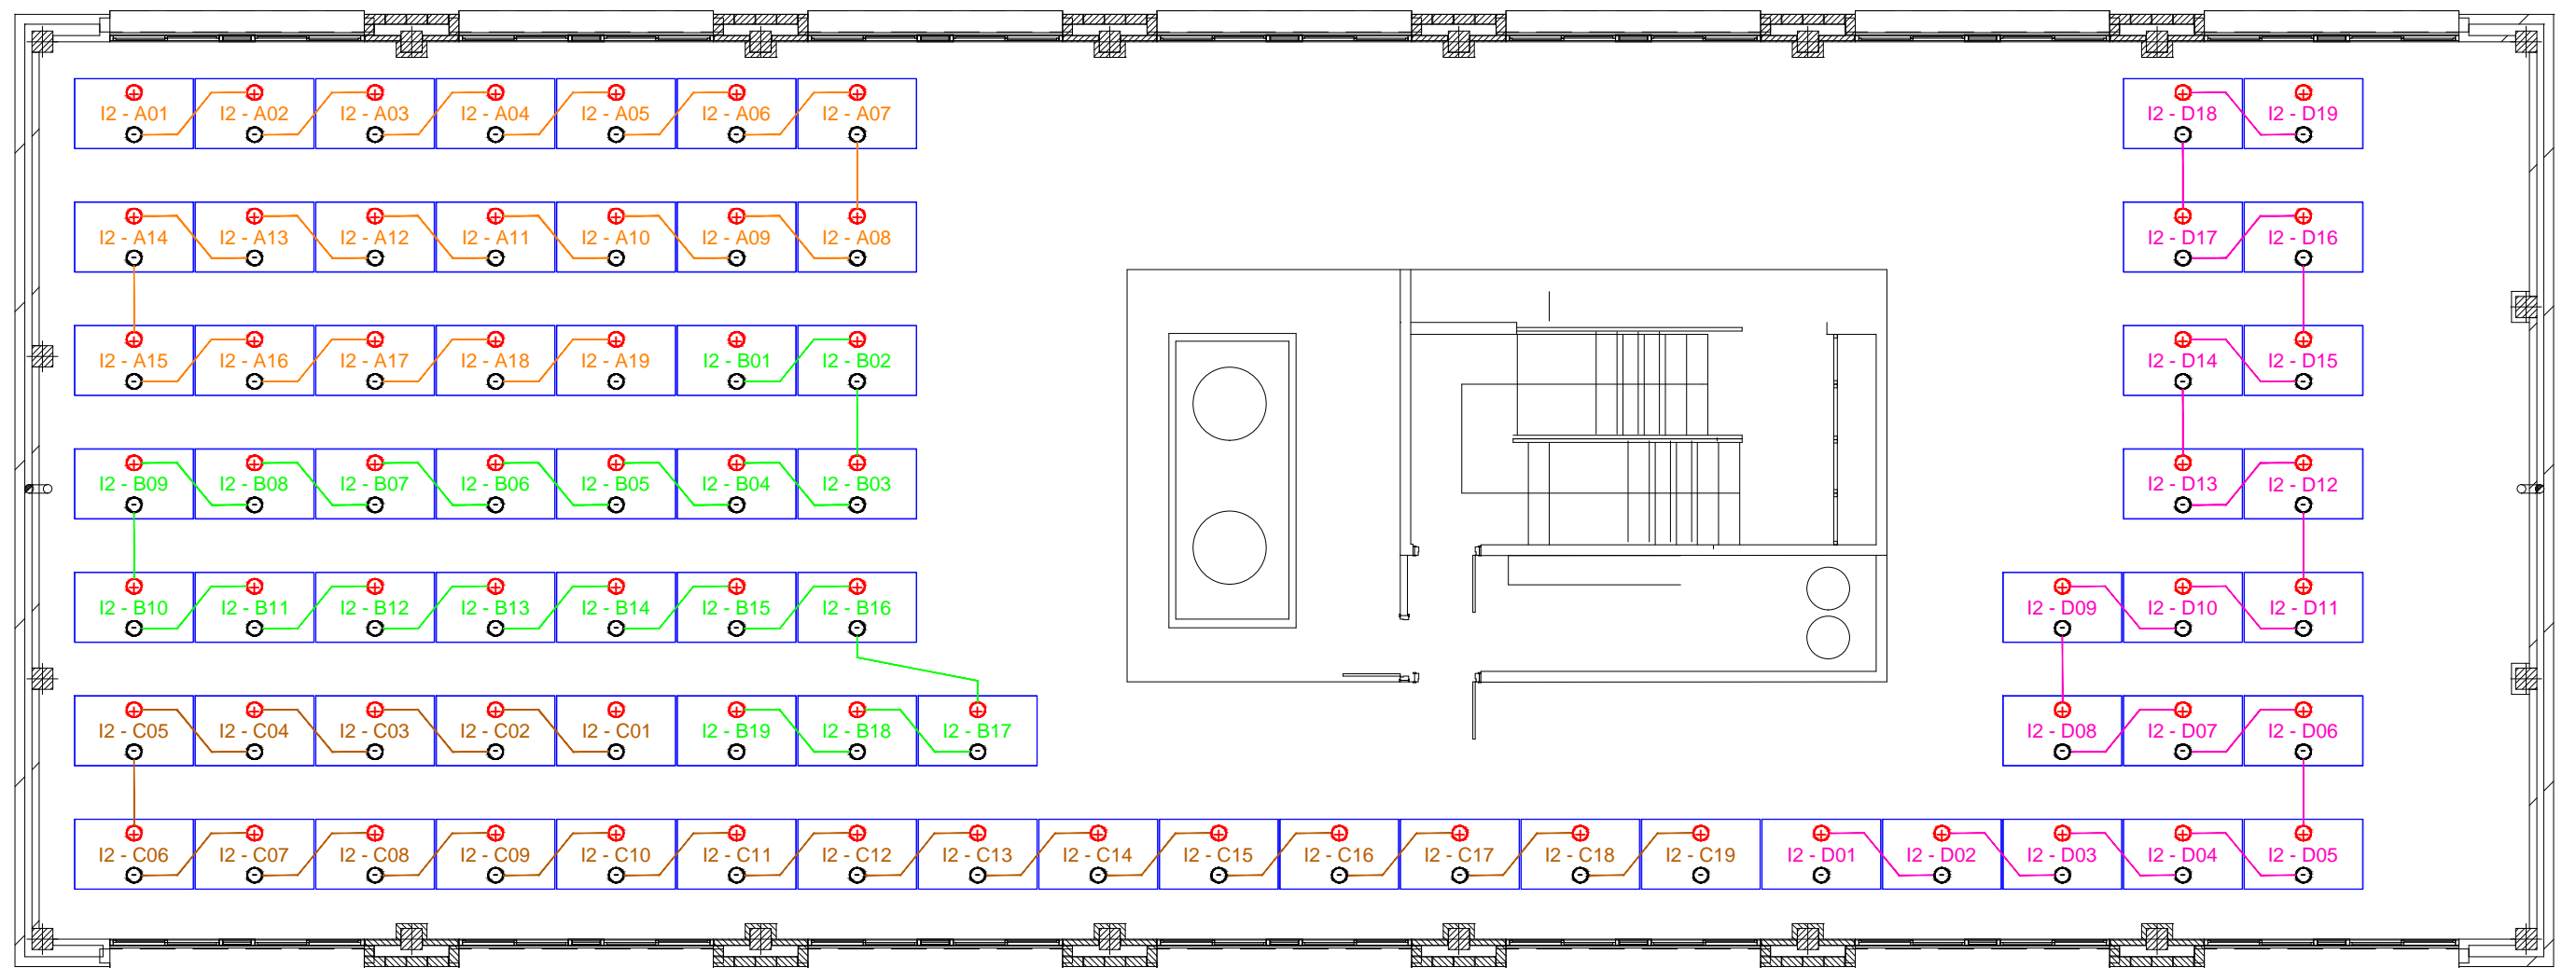 I2 - A01 I2 - A02 I2 - A03 I2 - A04 I2 - A05 I2 - A06 I2 - A07 I2 - D18 I2 - D19
I2 - A14 I2 - A13 I2 - A12 I2 - A11 I2 - A10 I2 - A09 I2 - A08 I2 - D17 I2 - D16
I2 - A15 I2 - A16 I2 - A17 I2 - A18 I2 - A19 I2 - B01 I2 - B02 I2 - D14 I2 - D15
I2 - B09 I2 - B08 I2 - B07 I2 - B06 I2 - B05 I2 - B04 I2 - B03 I2 - D13 I2 - D12
I2 - B10 I2 - B11 I2 - B12 I2 - B13 I2 - B14 I2 - B15 I2 - B16 I2 - D09 I2 - D10 I2 - D11
I2 - C05 I2 - C04 I2 - C03 I2 - C02 I2 - C01 I2 - B19 I2 - B18 I2 - B17 I2 - D08 I2 - D07 I2 - D06
I2 - C06 I2 - C07 I2 - C08 I2 - C09 I2 - C10 I2 - C11 I2 - C12 I2 - C13 I2 - C14 I2 - C15 I2 - C16 I2 - C17 I2 - C18 I2 - C19 I2 - D01 I2 - D02 I2 - D03 I2 - D04 I2 - D05